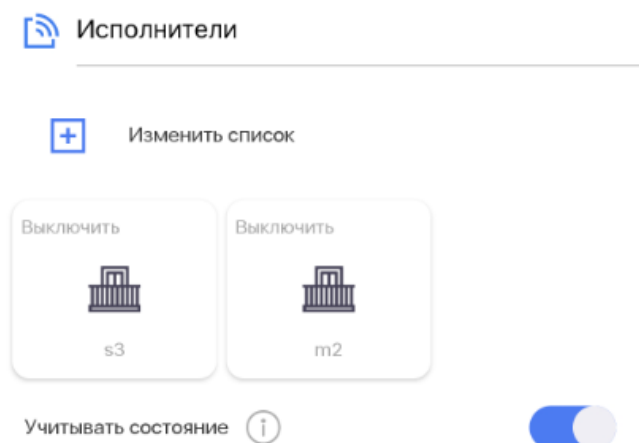 Исполнители
Изменить список
Выключить Выключить
s3 m2
Учитывать состояние